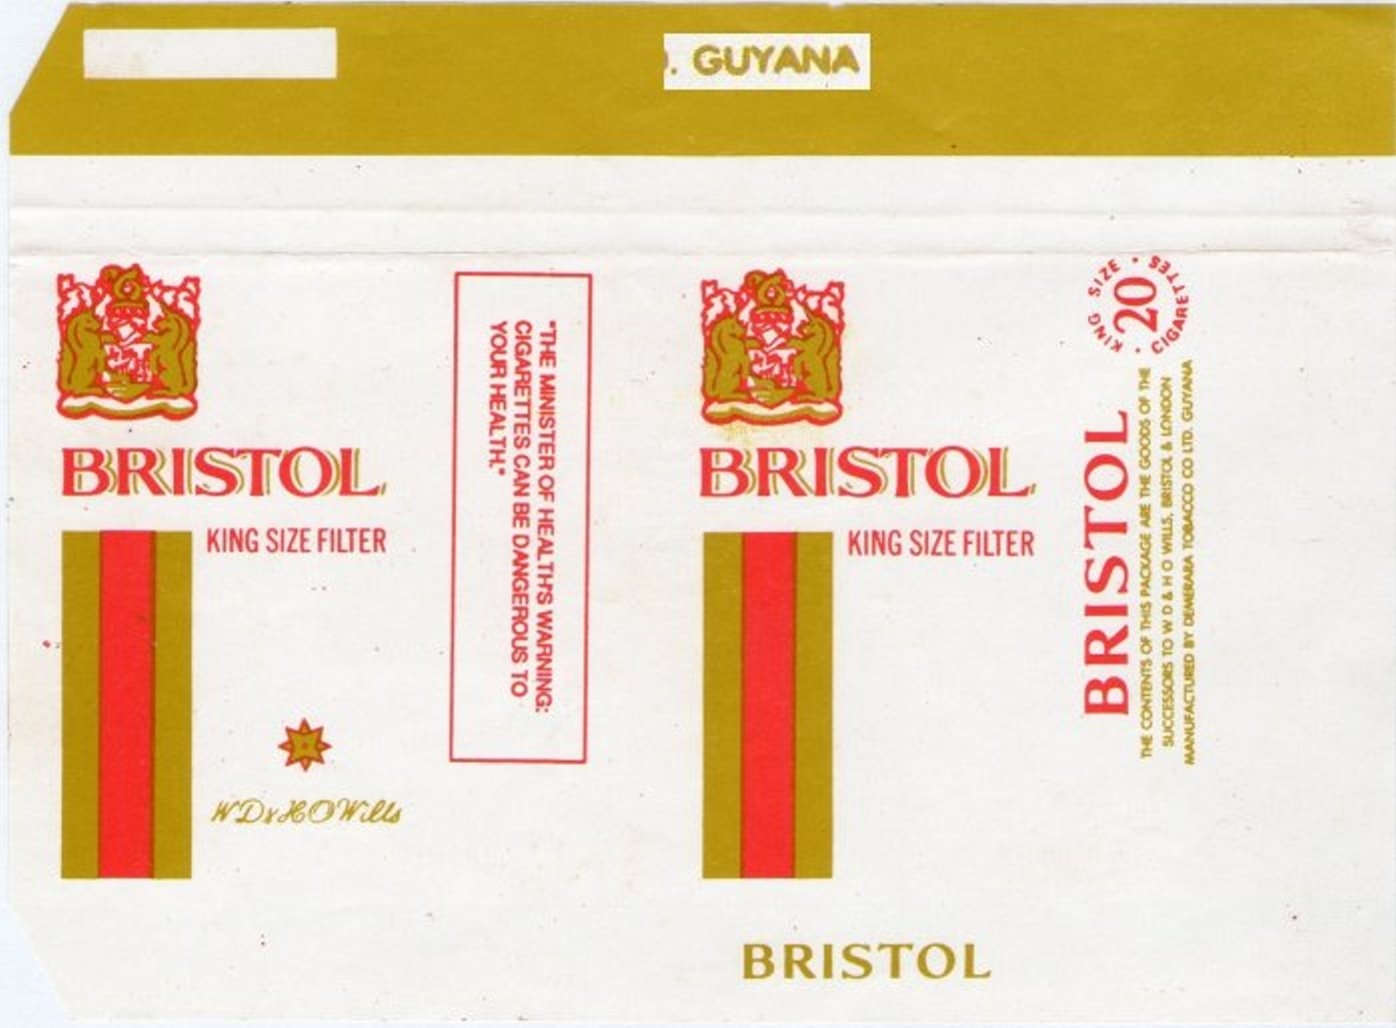 . GUYANA
BRISTOL
KING SIZE FILTER
W D & H O Wills
"THE MINISTER OF HEALTH'S WARNING:
CIGARETTES CAN BE DANGEROUS TO
YOUR HEALTH."
BRISTOL
KING SIZE FILTER
BRISTOL
KING SIZE • CIGARETTES •
20
BRISTOL
THE CONTENTS OF THIS PACKAGE ARE THE GOODS OF THE
SUCCESSORS TO W D & H O WILLS, BRISTOL & LONDON
MANUFACTURED BY DEMERARA TOBACCO CO LTD. GUYANA